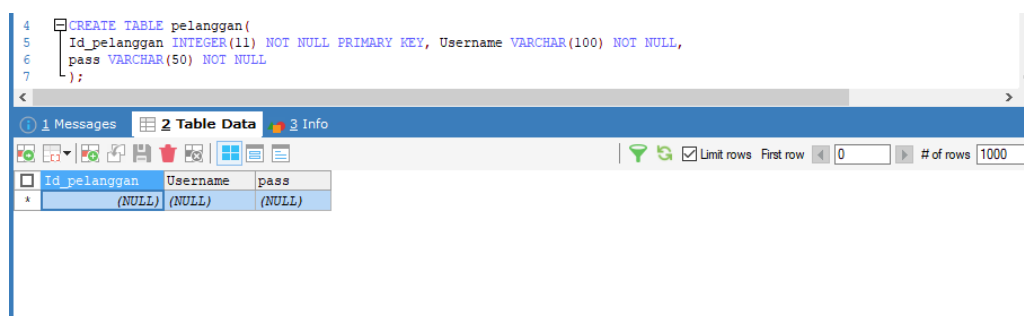 4 CREATE TABLE pelanggan(
5 Id_pelanggan INTEGER(11) NOT NULL PRIMARY KEY, Username VARCHAR(100) NOT NULL,
6 pass VARCHAR(50) NOT NULL
7 );
1 Messages 2 Table Data 3 Info
Limit rows First row 0 # of rows 1000
Id_pelanggan Username pass
* (NULL) (NULL) (NULL)